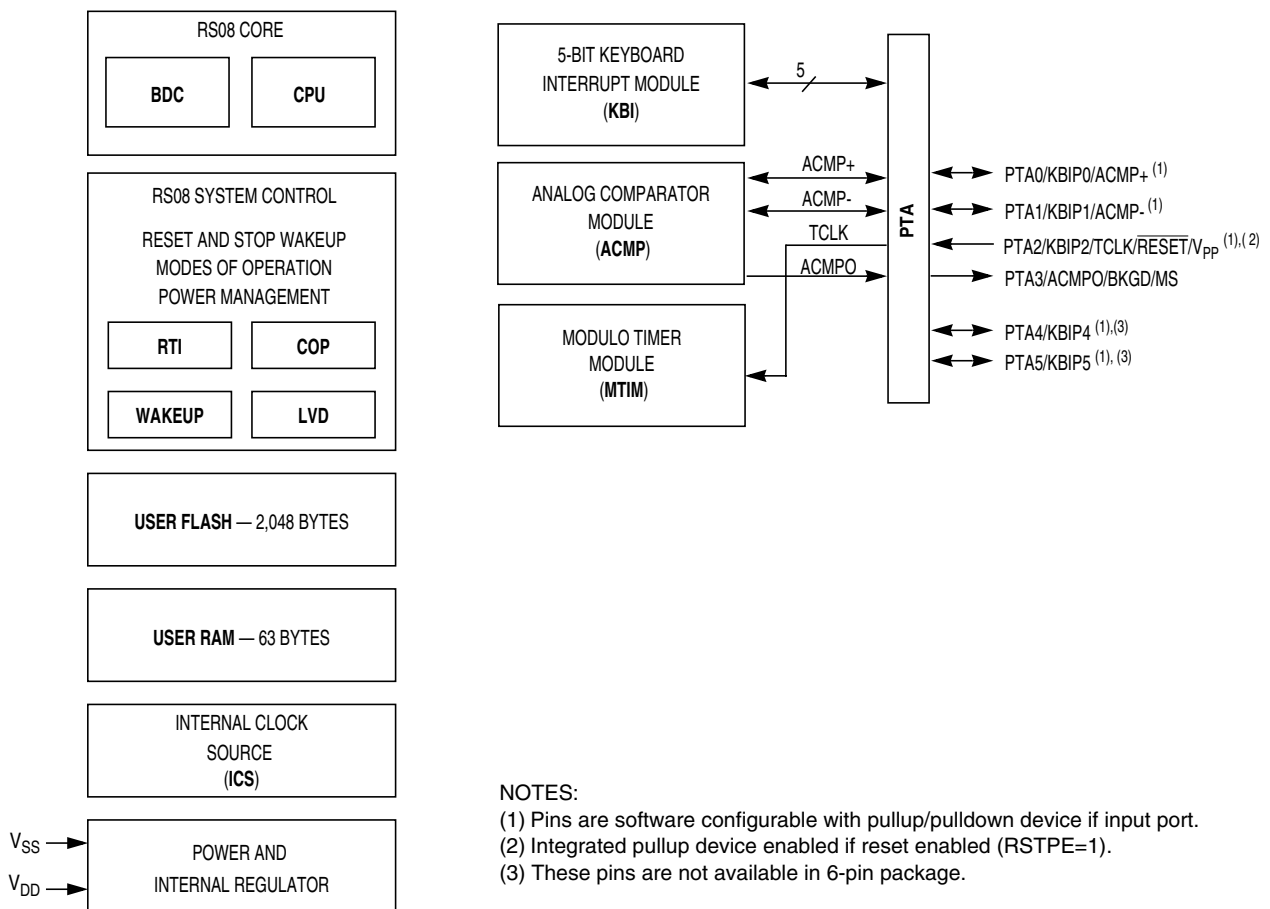 RS08 CORE
BDC
CPU
RS08 SYSTEM CONTROL
RESET AND STOP WAKEUP
MODES OF OPERATION
POWER MANAGEMENT
RTI
COP
WAKEUP
LVD
USER FLASH — 2,048 BYTES
USER RAM — 63 BYTES
INTERNAL CLOCK
SOURCE
(ICS)
VSS
VDD
POWER AND
INTERNAL REGULATOR
5-BIT KEYBOARD
INTERRUPT MODULE
(KBI)
5
ANALOG COMPARATOR
MODULE
(ACMP)
ACMP+
ACMP-
TCLK
ACMPO
MODULO TIMER
MODULE
(MTIM)
PTA
PTA0/KBIP0/ACMP+ (1)
PTA1/KBIP1/ACMP- (1)
PTA2/KBIP2/TCLK/RESET/VPP (1),( 2)
PTA3/ACMPO/BKGD/MS
PTA4/KBIP4 (1),(3)
PTA5/KBIP5 (1), (3)
NOTES:
(1) Pins are software configurable with pullup/pulldown device if input port.
(2) Integrated pullup device enabled if reset enabled (RSTPE=1).
(3) These pins are not available in 6-pin package.